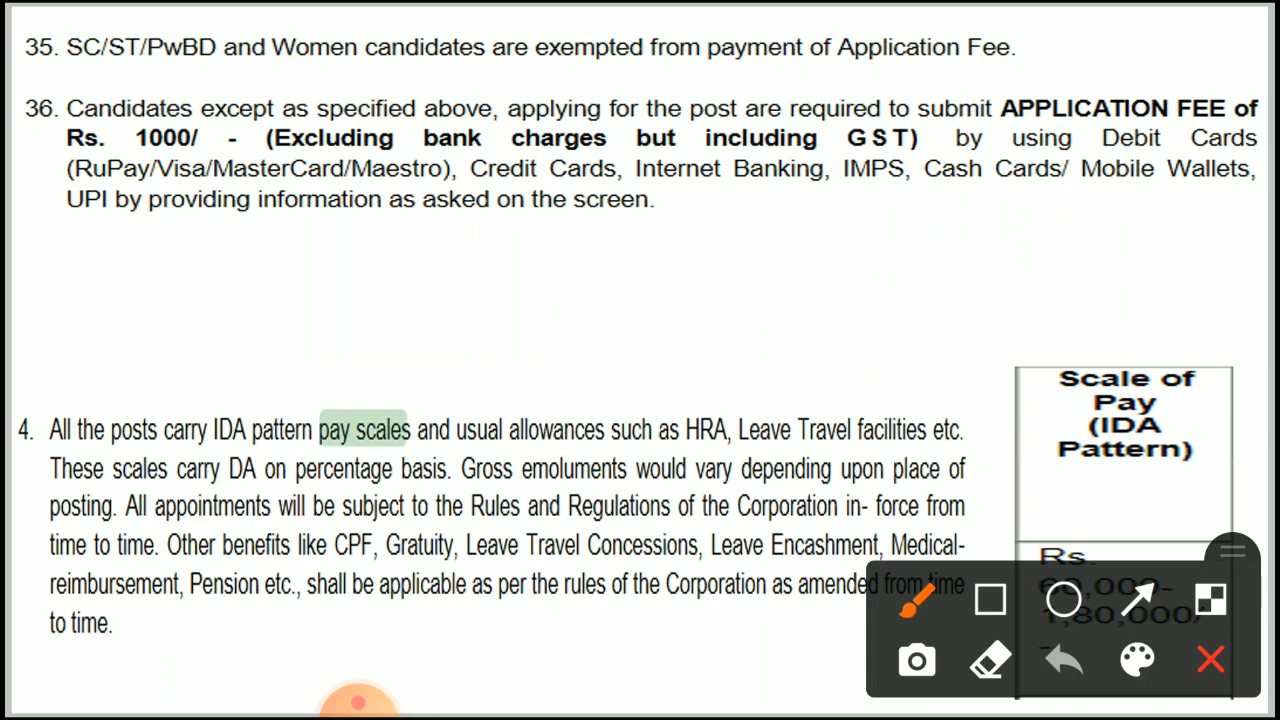 35. SC/ST/PwBD and Women candidates are exempted from payment of Application Fee.
36. Candidates except as specified above, applying for the post are required to submit APPLICATION FEE of
Rs. 1000/ - (Excluding bank charges but including GST) by using Debit Cards
(RuPay/Visa/MasterCard/Maestro), Credit Cards, Internet Banking, IMPS, Cash Cards/ Mobile Wallets,
UPI by providing information as asked on the screen.
4. All the posts carry IDA pattern pay scales and usual allowances such as HRA, Leave Travel facilities etc.
These scales carry DA on percentage basis. Gross emoluments would vary depending upon place of
posting. All appointments will be subject to the Rules and Regulations of the Corporation in- force from
time to time. Other benefits like CPF, Gratuity, Leave Travel Concessions, Leave Encashment, Medical-
reimbursement, Pension etc., shall be applicable as per the rules of the Corporation as amended from time
to time.
Scale of
Pay
(IDA
Pattern)
Rs.
60,000-
1,80,000/
-